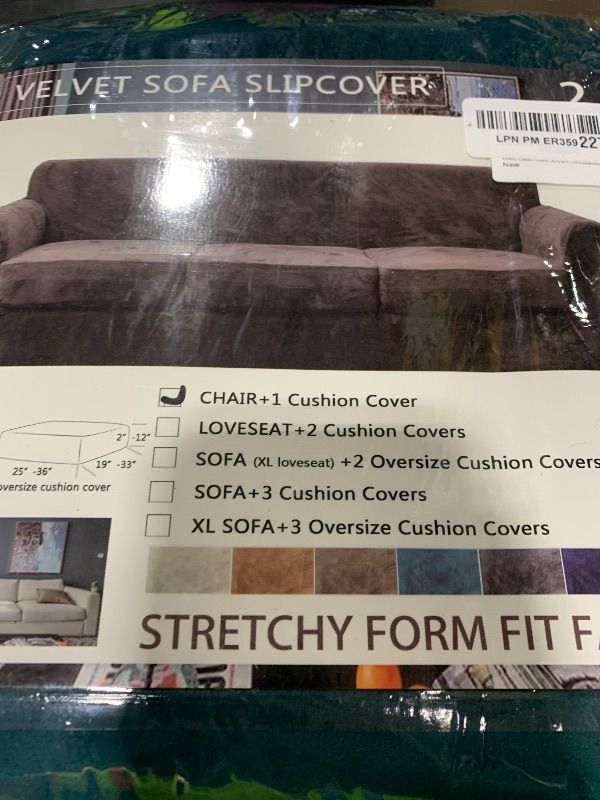 VELVET SOFA SLIPCOVER
2
LPN PM ER359 22
New
CHAIR+1 Cushion Cover
LOVESEAT+2 Cushion Covers
SOFA (XL loveseat) +2 Oversize Cushion Covers
SOFA+3 Cushion Covers
XL SOFA+3 Oversize Cushion Covers
2" -12"
19" -33"
25" -36"
oversize cushion cover
STRETCHY FORM FIT